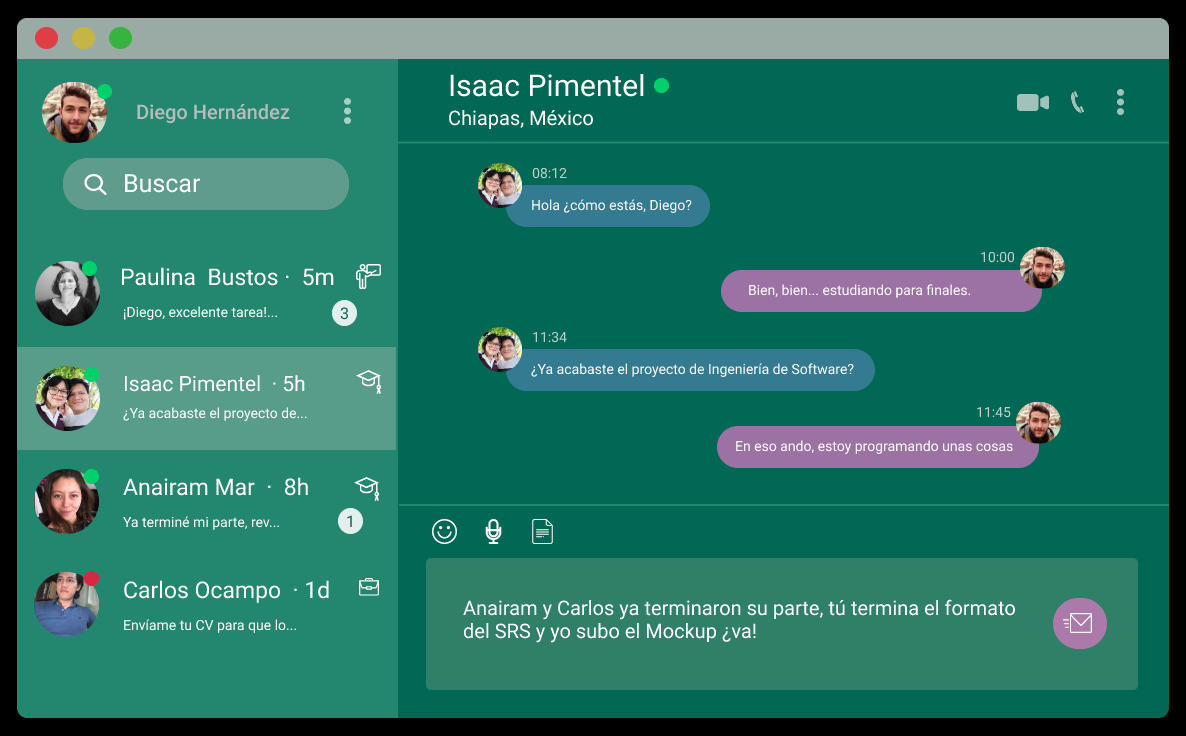 Diego Hernández
Buscar
Paulina Bustos · 5m
¡Diego, excelente tarea!...
3
Isaac Pimentel · 5h
¿Ya acabaste el proyecto de...
Anairam Mar · 8h
Ya terminé mi parte, rev...
1
Carlos Ocampo · 1d
Envíame tu CV para que lo...
Isaac Pimentel
Chiapas, México
08:12
Hola ¿cómo estás, Diego?
10:00
Bien, bien... estudiando para finales.
11:34
¿Ya acabaste el proyecto de Ingeniería de Software?
11:45
En eso ando, estoy programando unas cosas
Anairam y Carlos ya terminaron su parte, tú termina el formato
del SRS y yo subo el Mockup ¿va!